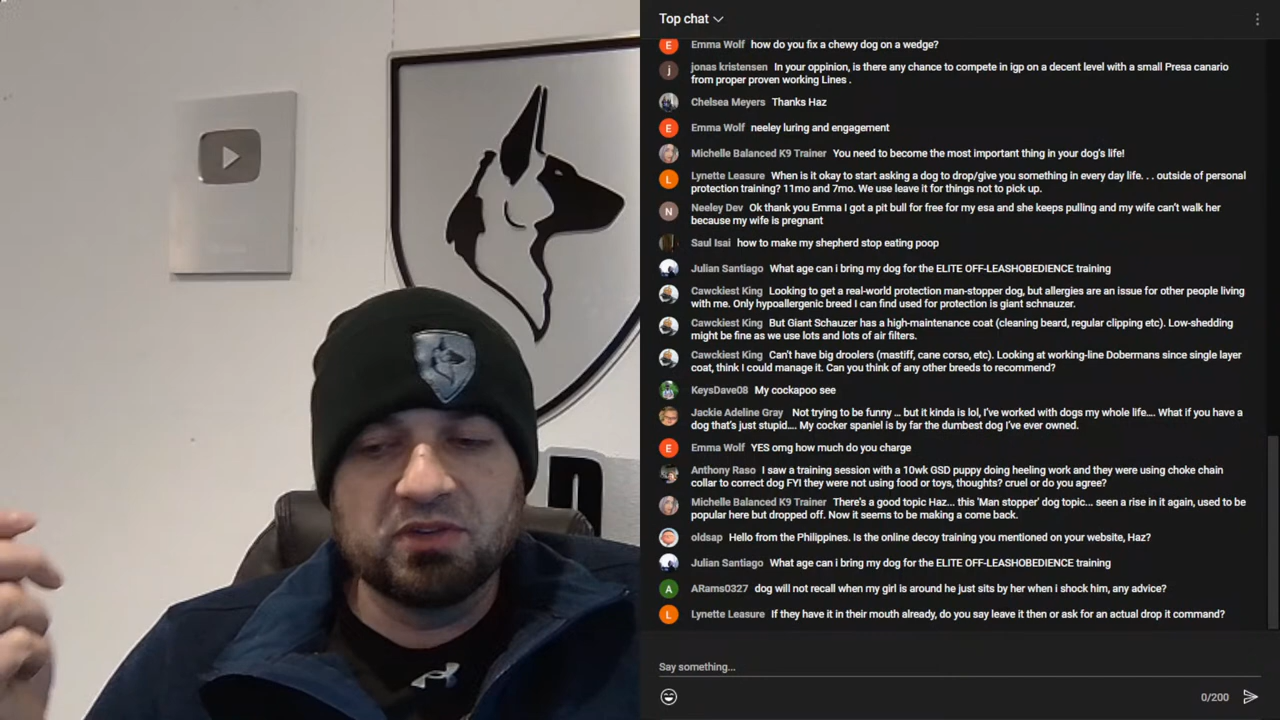 Top chat
E Emma Wolf how do you fix a chewy dog on a wedge?
j jonas kristensen In your oppinion, is there any chance to compete in igp on a decent level with a small Presa canario
from proper proven working Lines .
Chelsea Meyers Thanks Haz
E Emma Wolf neeley luring and engagement
Michelle Balanced K9 Trainer You need to become the most important thing in your dog's life!
L Lynette Leasure When is it okay to start asking a dog to drop/give you something in every day life. . . outside of personal
protection training? 11mo and 7mo. We use leave it for things not to pick up.
N Neeley Dev Ok thank you Emma I got a pit bull for free for my esa and she keeps pulling and my wife can't walk her
because my wife is pregnant
Saul Isai how to make my shepherd stop eating poop
Julian Santiago What age can i bring my dog for the ELITE OFF-LEASHOBEDIENCE training
Cawckiest King Looking to get a real-world protection man-stopper dog, but allergies are an issue for other people living
with me. Only hypoallergenic breed I can find used for protection is giant schnauzer.
Cawckiest King But Giant Schauzer has a high-maintenance coat (cleaning beard, regular clipping etc). Low-shedding
might be fine as we use lots and lots of air filters.
Cawckiest King Can't have big droolers (mastiff, cane corso, etc). Looking at working-line Dobermans since single layer
coat, think I could manage it. Can you think of any other breeds to recommend?
KeysDave08 My cockapoo see
Jackie Adeline Gray Not trying to be funny ... but it kinda is lol, I've worked with dogs my whole life.... What if you have a
dog that's just stupid.... My cocker spaniel is by far the dumbest dog I've ever owned.
E Emma Wolf YES omg how much do you charge
Anthony Raso I saw a training session with a 10wk GSD puppy doing heeling work and they were using choke chain
collar to correct dog FYI they were not using food or toys, thoughts? cruel or do you agree?
Michelle Balanced K9 Trainer There's a good topic Haz... this 'Man stopper' dog topic... seen a rise in it again, used to be
popular here but dropped off. Now it seems to be making a come back.
oldsap Hello from the Philippines. Is the online decoy training you mentioned on your website, Haz?
Julian Santiago What age can i bring my dog for the ELITE OFF-LEASHOBEDIENCE training
A ARams0327 dog will not recall when my girl is around he just sits by her when i shock him, any advice?
L Lynette Leasure If they have it in their mouth already, do you say leave it then or ask for an actual drop it command?
Say something...
0/200